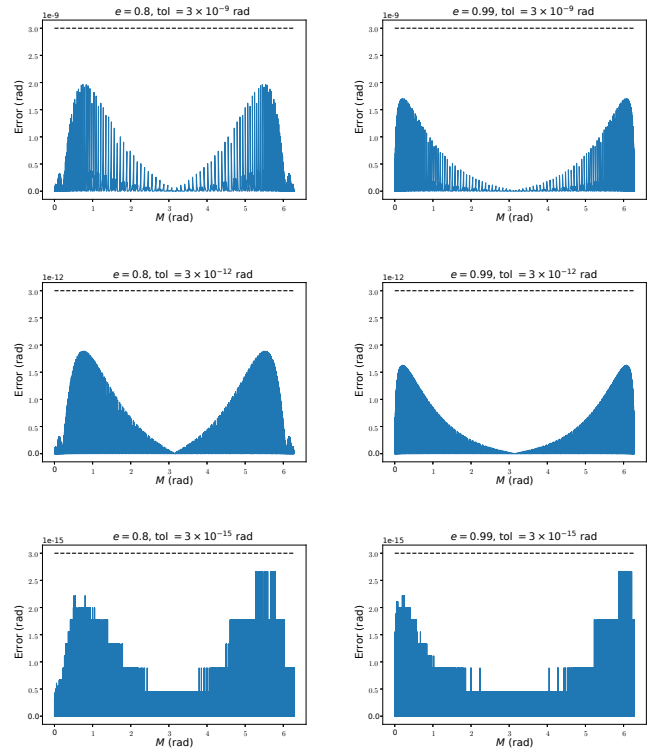 e = 0.8, tol = 3 × 10⁻⁹ rad
1e-9
3.0
2.5
2.0
1.5
1.0
0.5
0.0
Error (rad)
0 1 2 3 4 5 6
M (rad)
e = 0.99, tol = 3 × 10⁻⁹ rad
1e-9
3.0
2.5
2.0
1.5
1.0
0.5
0.0
Error (rad)
0 1 2 3 4 5 6
M (rad)
e = 0.8, tol = 3 × 10⁻¹² rad
1e-12
3.0
2.5
2.0
1.5
1.0
0.5
0.0
Error (rad)
0 1 2 3 4 5 6
M (rad)
e = 0.99, tol = 3 × 10⁻¹² rad
1e-12
3.0
2.5
2.0
1.5
1.0
0.5
0.0
Error (rad)
0 1 2 3 4 5 6
M (rad)
e = 0.8, tol = 3 × 10⁻¹⁵ rad
1e-15
3.0
2.5
2.0
1.5
1.0
0.5
0.0
Error (rad)
0 1 2 3 4 5 6
M (rad)
e = 0.99, tol = 3 × 10⁻¹⁵ rad
1e-15
3.0
2.5
2.0
1.5
1.0
0.5
0.0
Error (rad)
0 1 2 3 4 5 6
M (rad)